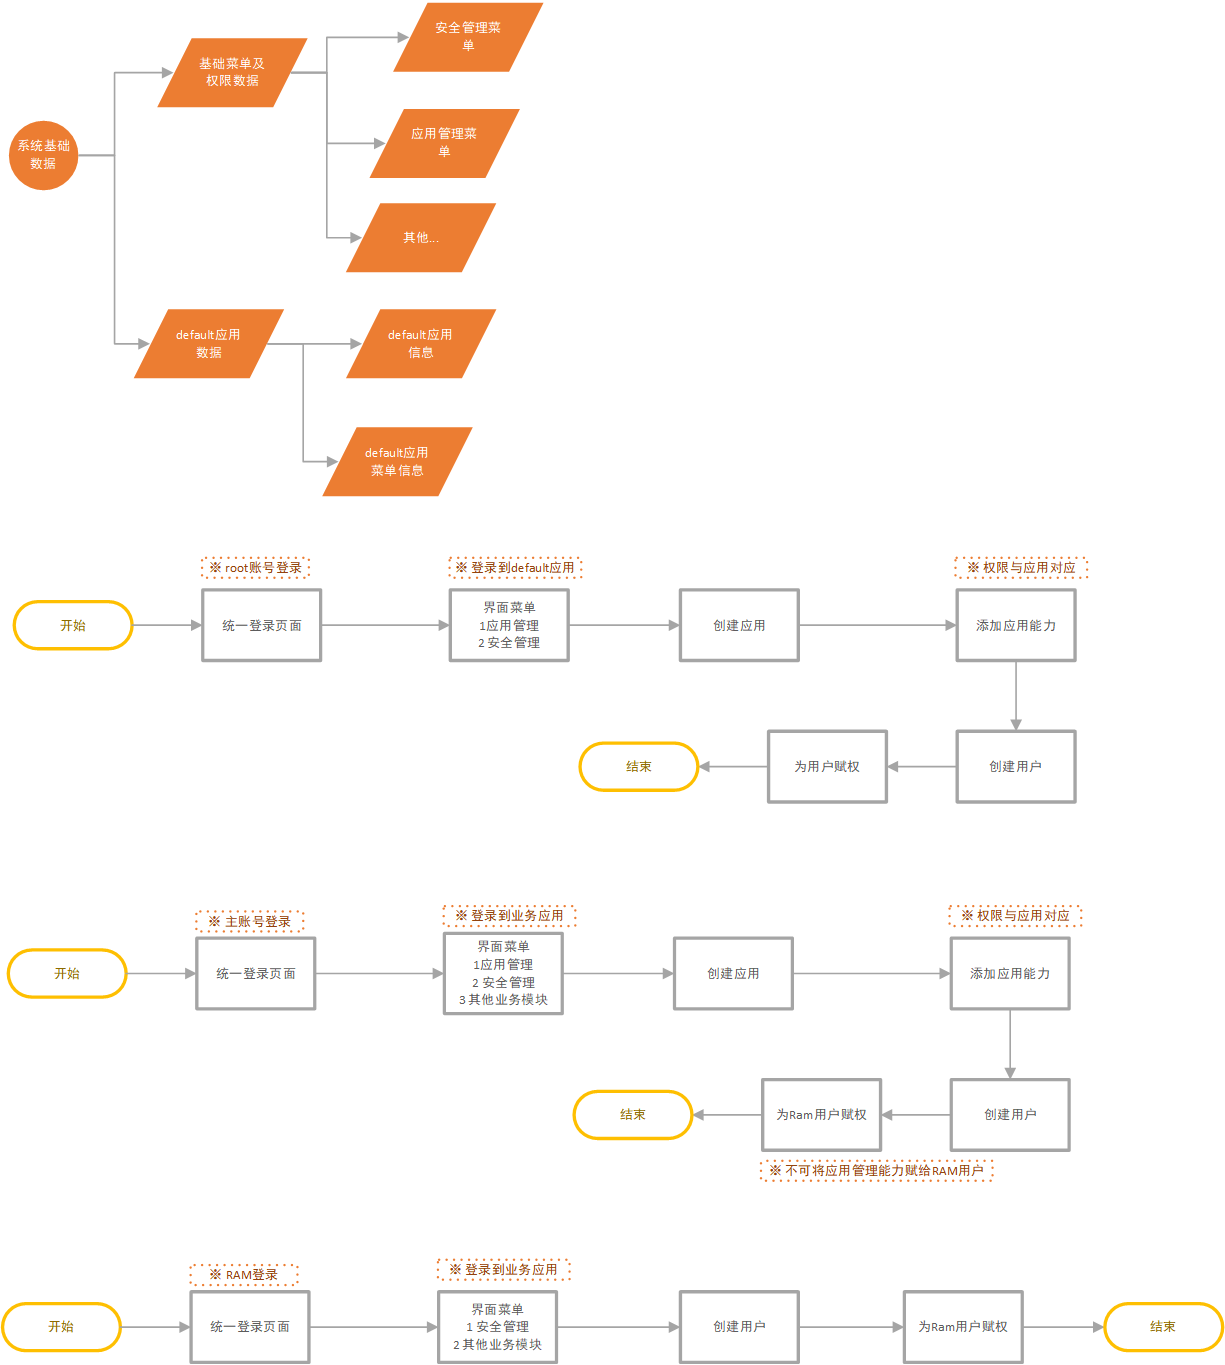 安全管理菜
单
基础菜单及
权限数据
应用管理菜
单
系统基础
数据
其他...
default应用
数据
default应用
信息
default应用
菜单信息
※ root账号登录
※ 登录到default应用
※ 权限与应用对应
开始
统一登录页面
界面菜单
1应用管理
2 安全管理
创建应用
添加应用能力
结束
为用户赋权
创建用户
※ 主账号登录
※ 登录到业务应用
※ 权限与应用对应
开始
统一登录页面
界面菜单
1应用管理
2 安全管理
3 其他业务模块
创建应用
添加应用能力
结束
为Ram用户赋权
创建用户
※ 不可将应用管理能力赋给RAM用户
※ RAM登录
※ 登录到业务应用
开始
统一登录页面
界面菜单
1 安全管理
2 其他业务模块
创建用户
为Ram用户赋权
结束